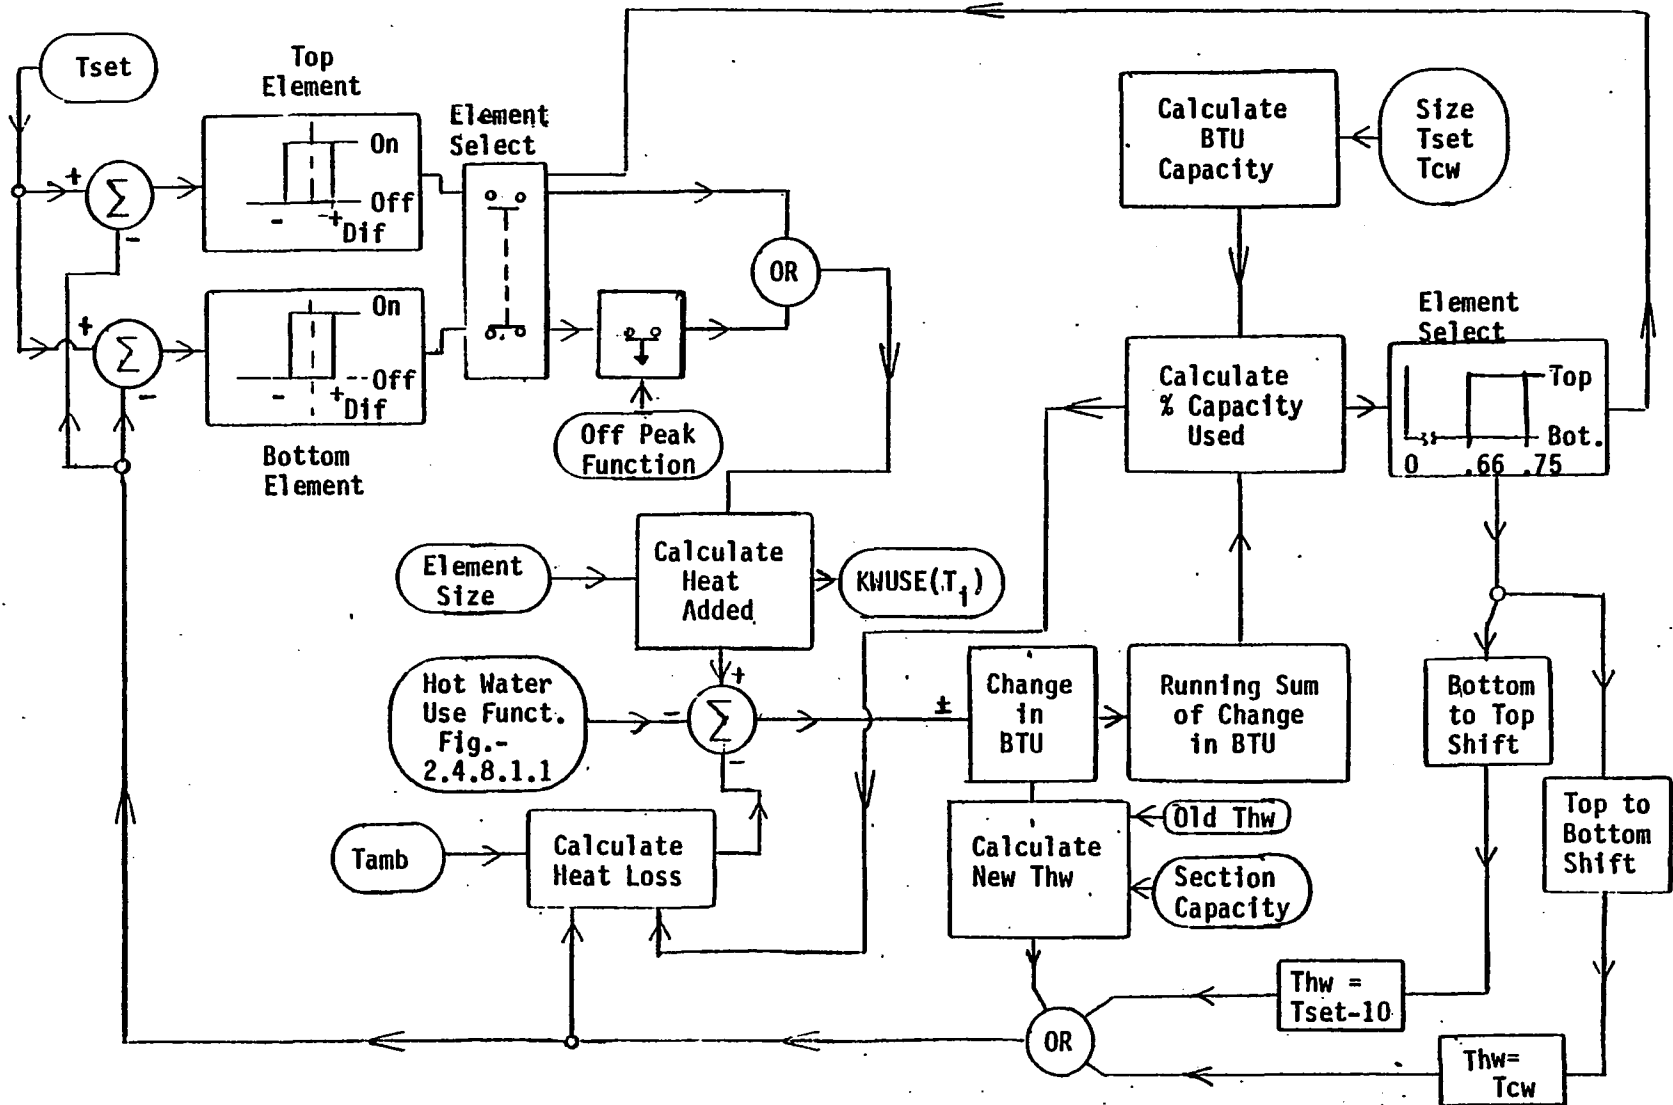 Tset
Top
Element
On
Off
- +
Dif
Element
Select
+
Σ
-
Calculate
BTU
Capacity
Size
Tset
Tcw
OR
+
Σ
-
On
Off
- +
Dif
Bottom
Element
Off Peak
Function
Calculate
% Capacity
Used
Element
Select
Top
Bot.
0 .66 .75
Element
Size
Calculate
Heat
Added
KWUSE(Ti)
Hot Water
Use Funct.
Fig.-
2.4.8.1.1
+
-
Σ
-
±
Change
in
BTU
Running Sum
of Change
in BTU
Bottom
to Top
Shift
Top to
Bottom
Shift
Tamb
Calculate
Heat Loss
Calculate
New Thw
Old Thw
Section
Capacity
Thw =
Tset-10
OR
Thw=
Tcw